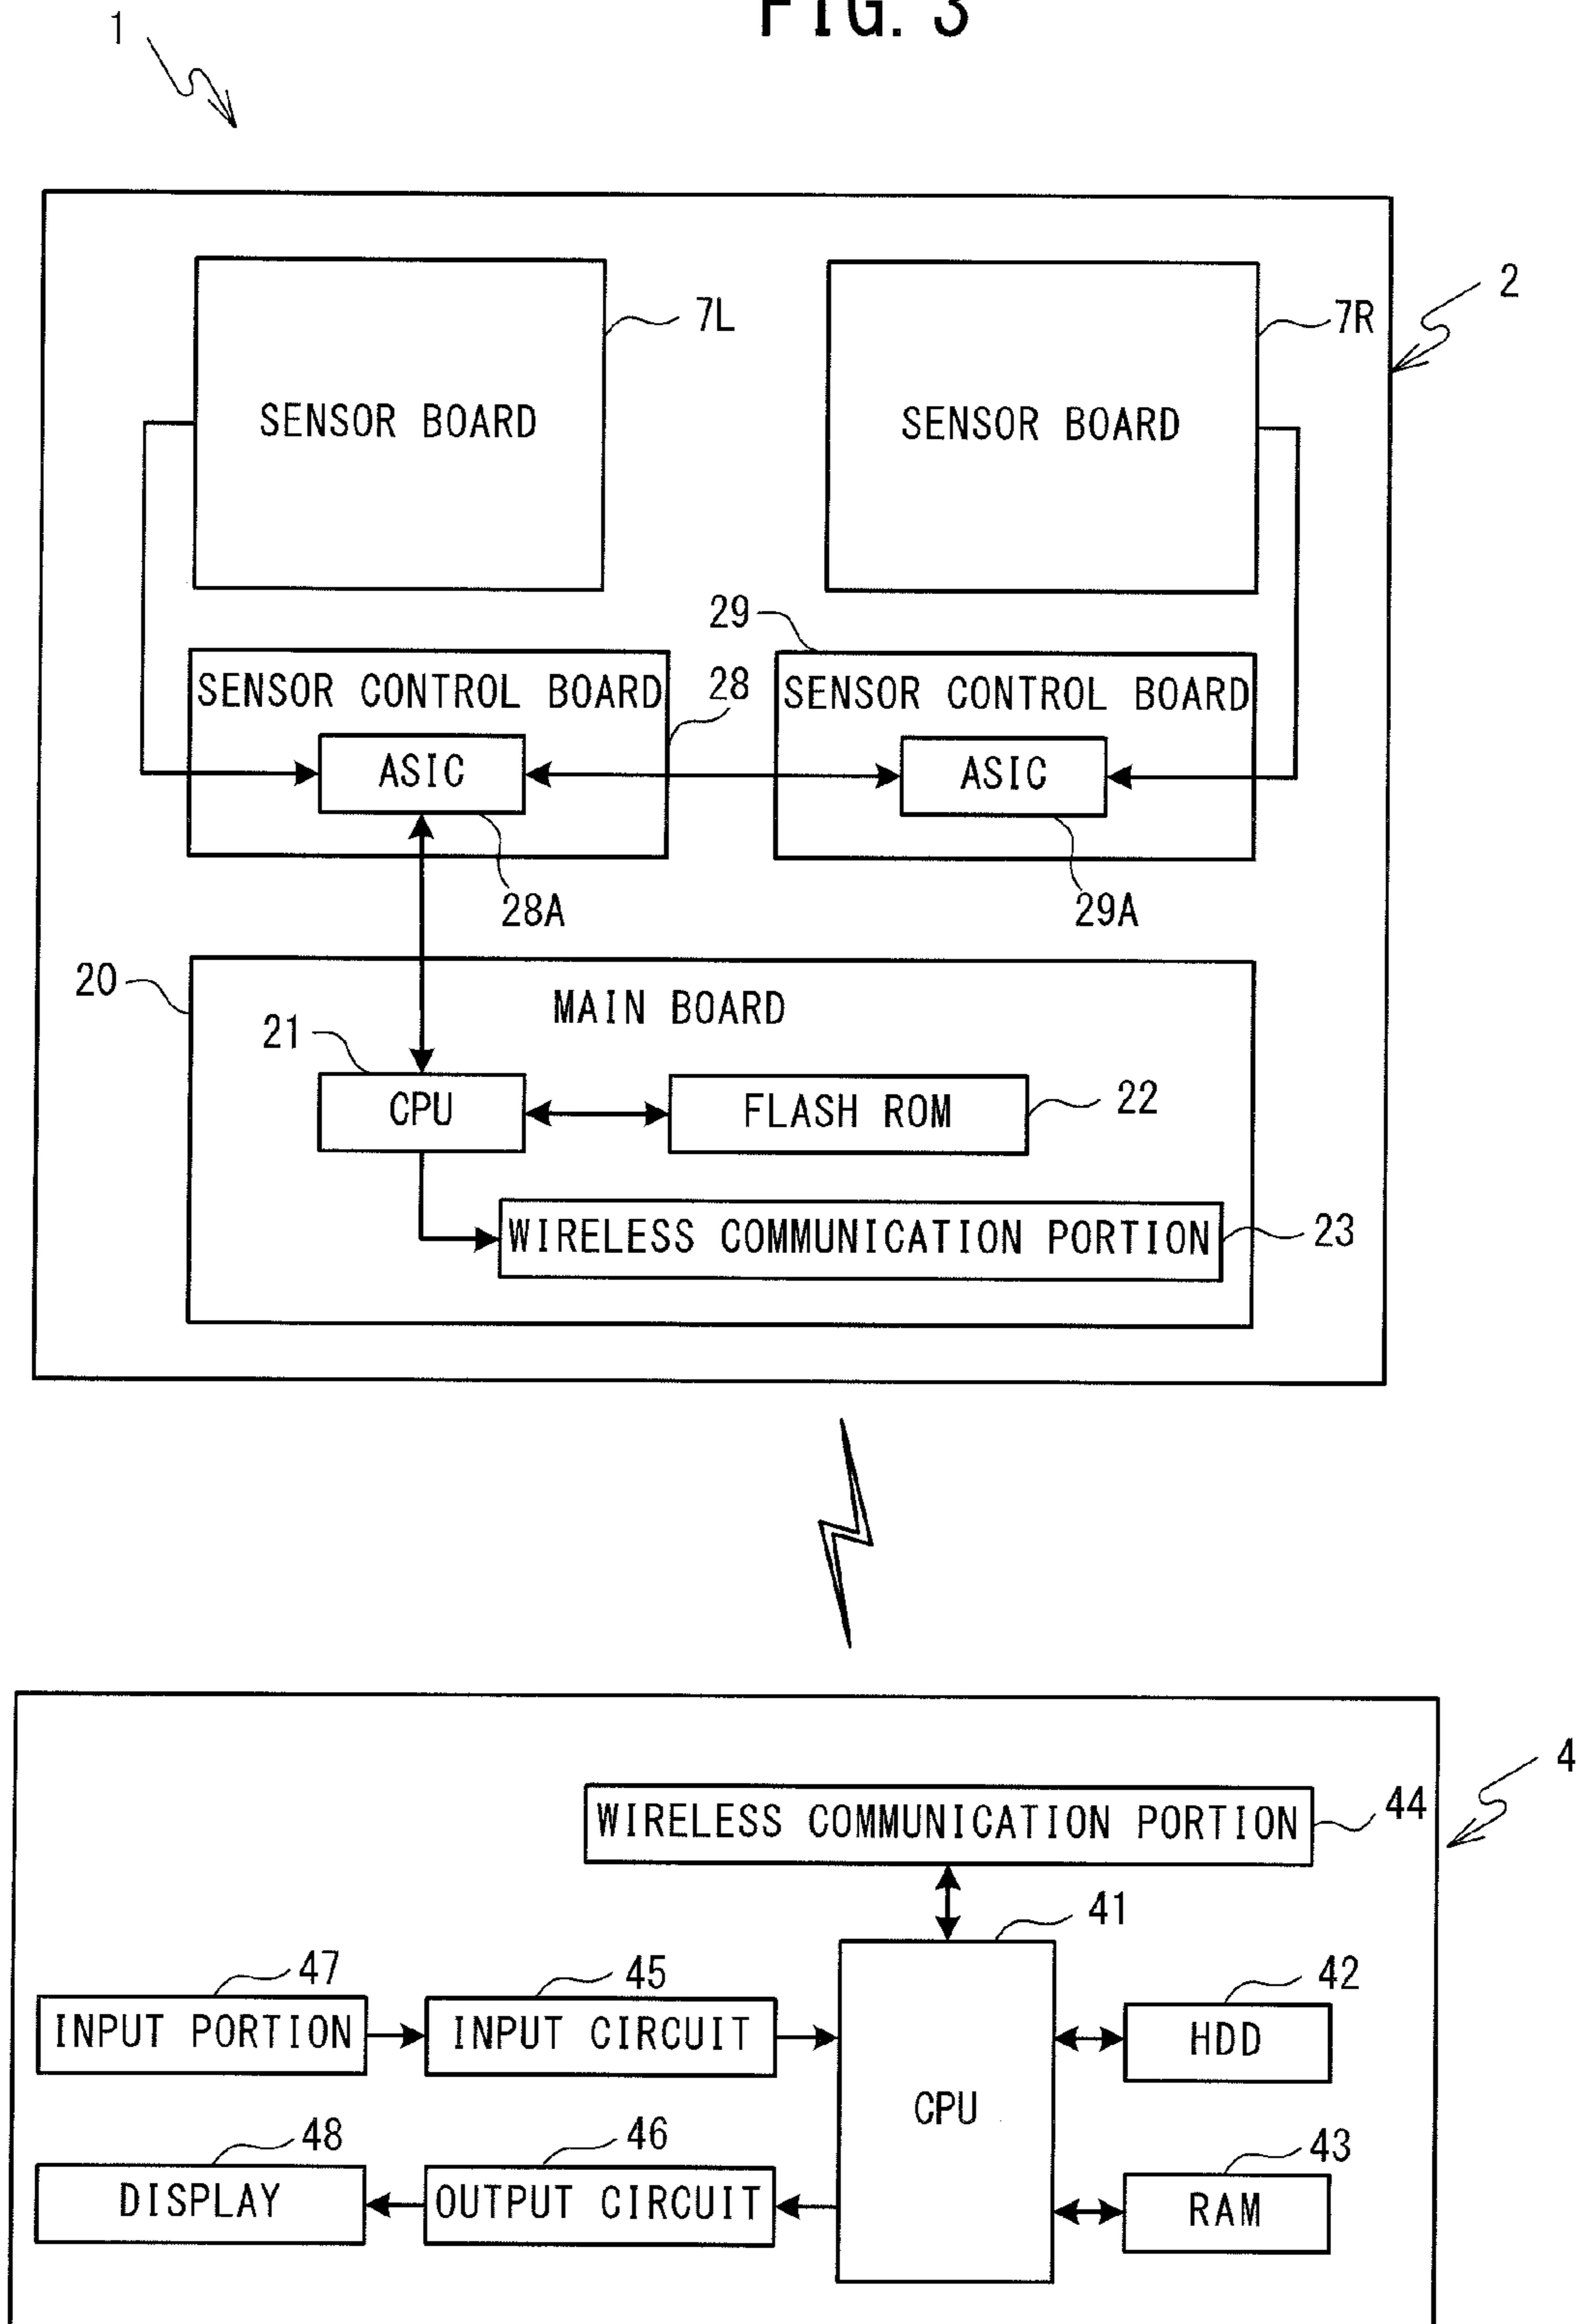 FIG. 3
1
2
7L
7R
SENSOR BOARD
SENSOR BOARD
29
28
SENSOR CONTROL BOARD
SENSOR CONTROL BOARD
ASIC
ASIC
28A
29A
20
MAIN BOARD
21
CPU
FLASH ROM
22
WIRELESS COMMUNICATION PORTION
23
4
WIRELESS COMMUNICATION PORTION
44
41
47
45
42
INPUT PORTION
INPUT CIRCUIT
HDD
CPU
48
46
43
DISPLAY
OUTPUT CIRCUIT
RAM